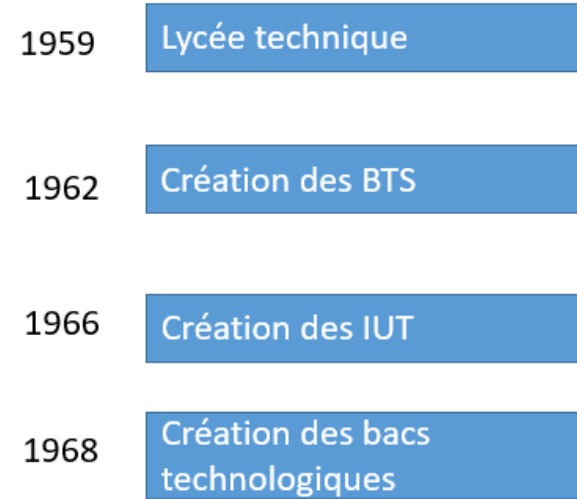 1959 Lycée technique
1962 Création des BTS
1966 Création des IUT
1968 Création des bacs
technologiques